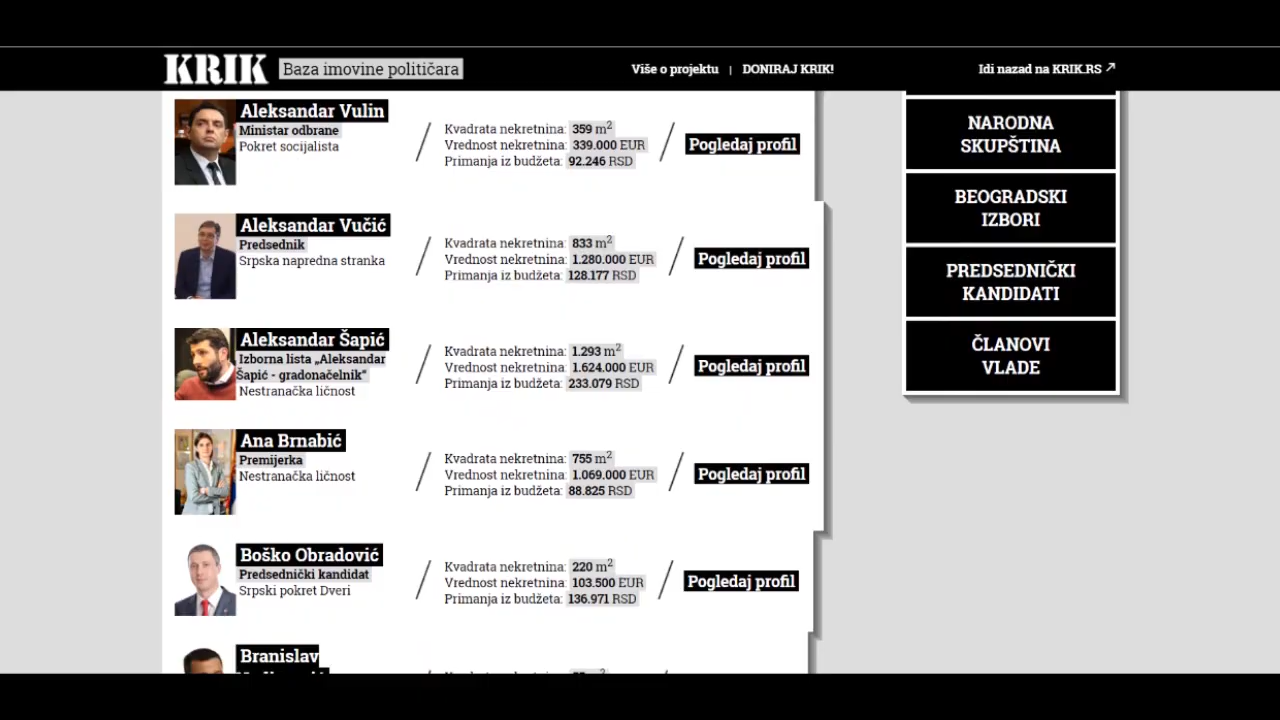 KRIK Baza imovine političara Više o projektu | DONIRAJ KRIK! Idi nazad na KRIK.RS ↗
Aleksandar Vulin
Ministar odbrane
Pokret socijalista
Kvadrata nekretnina: 359 m²
Vrednost nekretnina: 339.000 EUR
Primanja iz budžeta: 92.246 RSD
Pogledaj profil
Aleksandar Vučić
Predsednik
Srpska napredna stranka
Kvadrata nekretnina: 833 m²
Vrednost nekretnina: 1.280.000 EUR
Primanja iz budžeta: 128.177 RSD
Pogledaj profil
Aleksandar Šapić
Izborna lista „Aleksandar
Šapić - gradonačelnik“
Nestranačka ličnost
Kvadrata nekretnina: 1.293 m²
Vrednost nekretnina: 1.624.000 EUR
Primanja iz budžeta: 233.079 RSD
Pogledaj profil
Ana Brnabić
Premijerka
Nestranačka ličnost
Kvadrata nekretnina: 755 m²
Vrednost nekretnina: 1.069.000 EUR
Primanja iz budžeta: 88.825 RSD
Pogledaj profil
Boško Obradović
Predsednički kandidat
Srpski pokret Dveri
Kvadrata nekretnina: 220 m²
Vrednost nekretnina: 103.500 EUR
Primanja iz budžeta: 136.971 RSD
Pogledaj profil
Branislav
NARODNA
SKUPŠTINA
BEOGRADSKI
IZBORI
PREDSEDNIČKI
KANDIDATI
ČLANOVI
VLADE